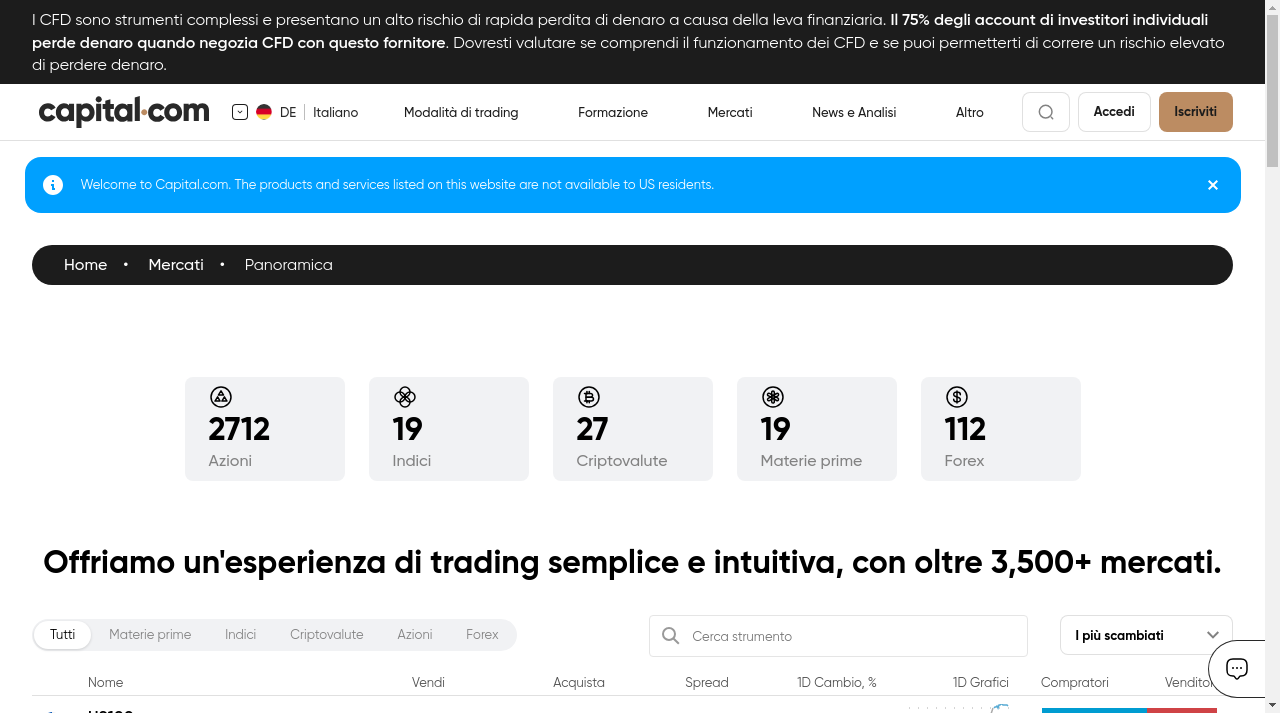 I CFD sono strumenti complessi e presentano un alto rischio di rapida perdita di denaro a causa della leva finanziaria. Il 75% degli account di investitori individuali
perde denaro quando negozia CFD con questo fornitore. Dovresti valutare se comprendi il funzionamento dei CFD e se puoi permetterti di correre un rischio elevato
di perdere denaro.
capital.com DE Italiano Modalità di trading Formazione Mercati News e Analisi Altro Accedi Iscriviti
Welcome to Capital.com. The products and services listed on this website are not available to US residents.
Home • Mercati • Panoramica
2712 19 27 19 112
Azioni Indici Criptovalute Materie prime Forex
Offriamo un'esperienza di trading semplice e intuitiva, con oltre 3,500+ mercati.
Tutti Materie prime Indici Criptovalute Azioni Forex Cerca strumento I più scambiati
Nome Vendi Acquista Spread 1D Cambio, % 1D Grafici Compratori